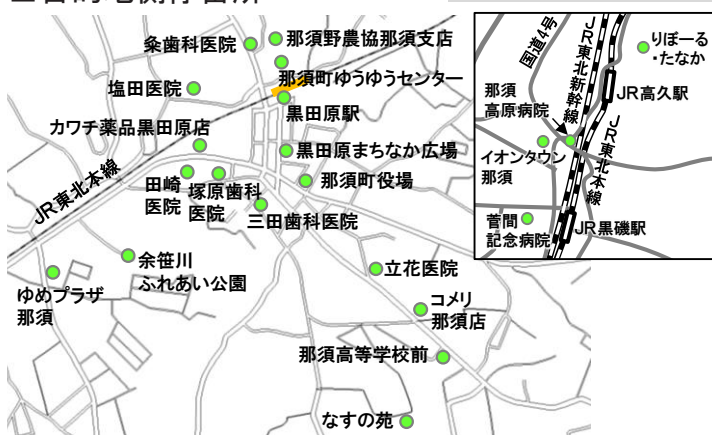 粂歯科医院
那須野農協那須支店
那須町ゆうゆうセンター
塩田医院
黒田原駅
カワチ薬品黒田原店
黒田原まちなか広場
JR東北本線
田崎
医院
塚原歯科
医院
那須町役場
三田歯科医院
余笹川
ふれあい公園
立花医院
ゆめプラザ
那須
コメリ
那須店
那須高等学校前
なすの苑
国道4号
JR東北新幹線
りぼーる
・たなか
那須
高原病院
JR高久駅
イオンタウン
那須
JR東北本線
菅間
記念病院
JR黒磯駅